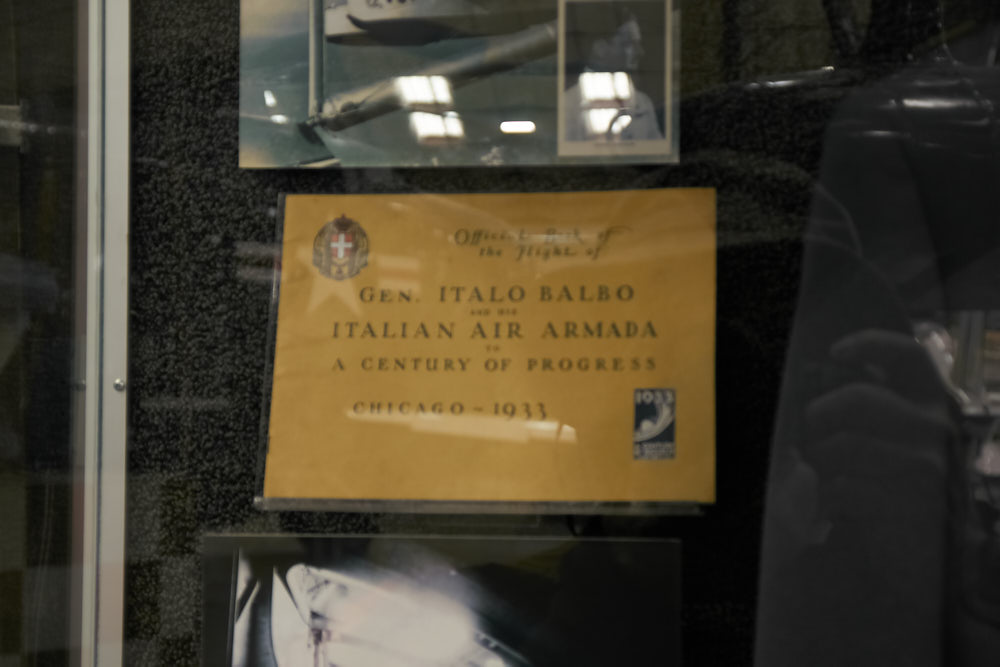 Official Book of
the Flight of
GEN. ITALO BALBO
AND HIS
ITALIAN AIR ARMADA
TO
A CENTURY OF PROGRESS
CHICAGO ~ 1933
1933